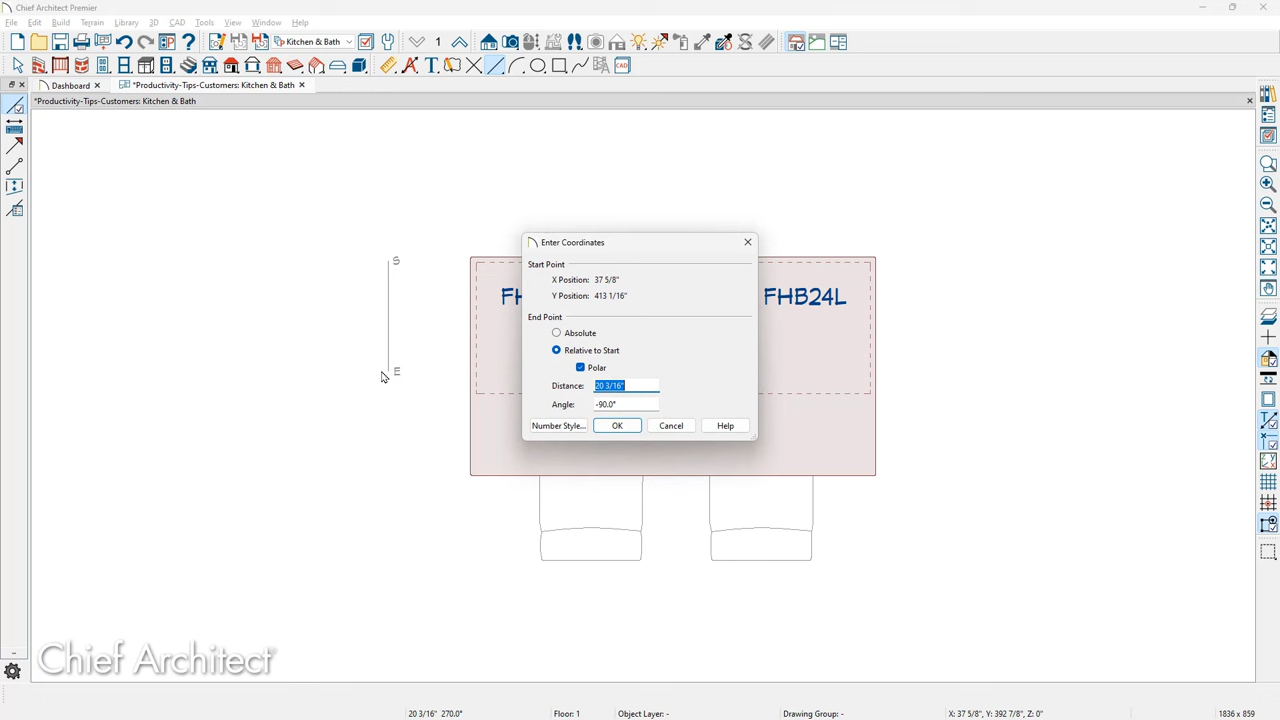 Chief Architect Premier
File Edit Build Terrain Library 3D CAD Tools View Window Help
Kitchen & Bath 1
Dashboard *Productivity-Tips-Customers: Kitchen & Bath
*Productivity-Tips-Customers: Kitchen & Bath
S
E
FH
FHB24L
Enter Coordinates
Start Point
X Position: 37 5/8"
Y Position: 413 1/16"
End Point
Absolute
Relative to Start
Polar
Distance: 20 3/16"
Angle: -90.0°
Number Style... OK Cancel Help
Chief Architect
20 3/16" 270.0° Floor: 1 Object Layer: - Drawing Group: - X: 37 5/8", Y: 392 7/8", Z: 0" 1836 x 859